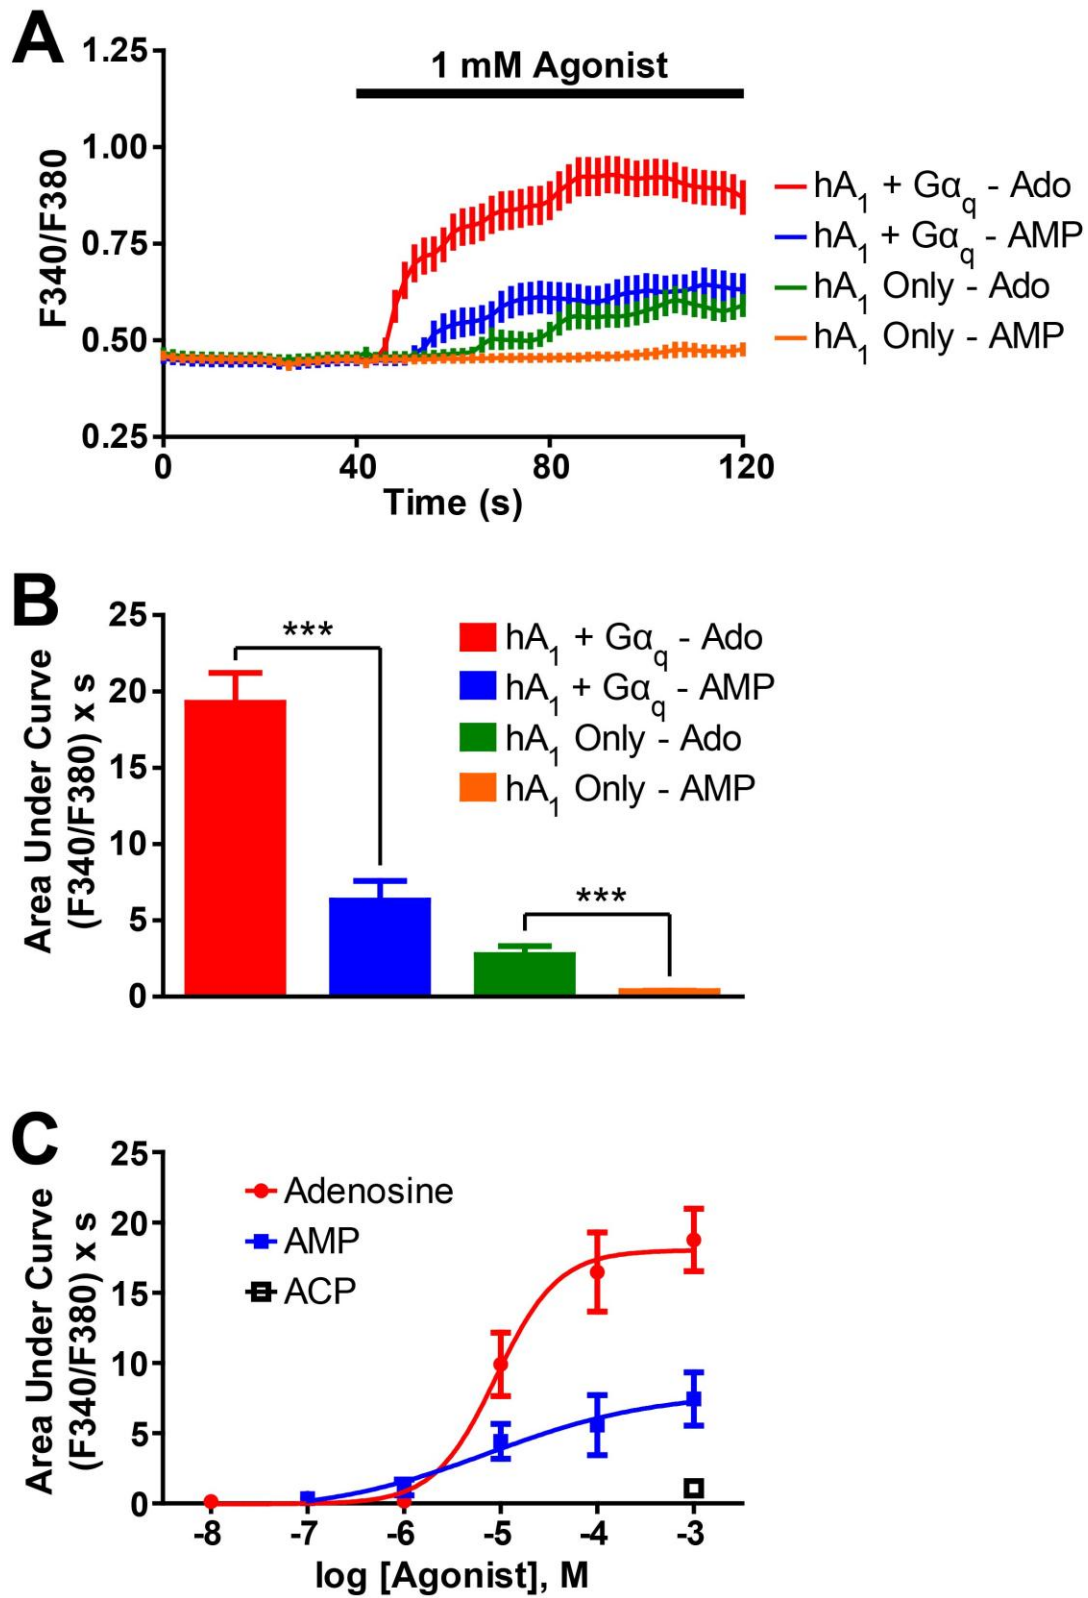 A
1.25
1.00
0.75
0.50
0.25
F340/F380
1 mM Agonist
0 40 80 120
Time (s)
hA1 + Gαq - Ado
hA1 + Gαq - AMP
hA1 Only - Ado
hA1 Only - AMP
B
25
20
15
10
5
0
Area Under Curve
(F340/F380) x s
***
***
hA1 + Gαq - Ado
hA1 + Gαq - AMP
hA1 Only - Ado
hA1 Only - AMP
C
25
20
15
10
5
0
Area Under Curve
(F340/F380) x s
Adenosine
AMP
ACP
-8 -7 -6 -5 -4 -3
log [Agonist], M